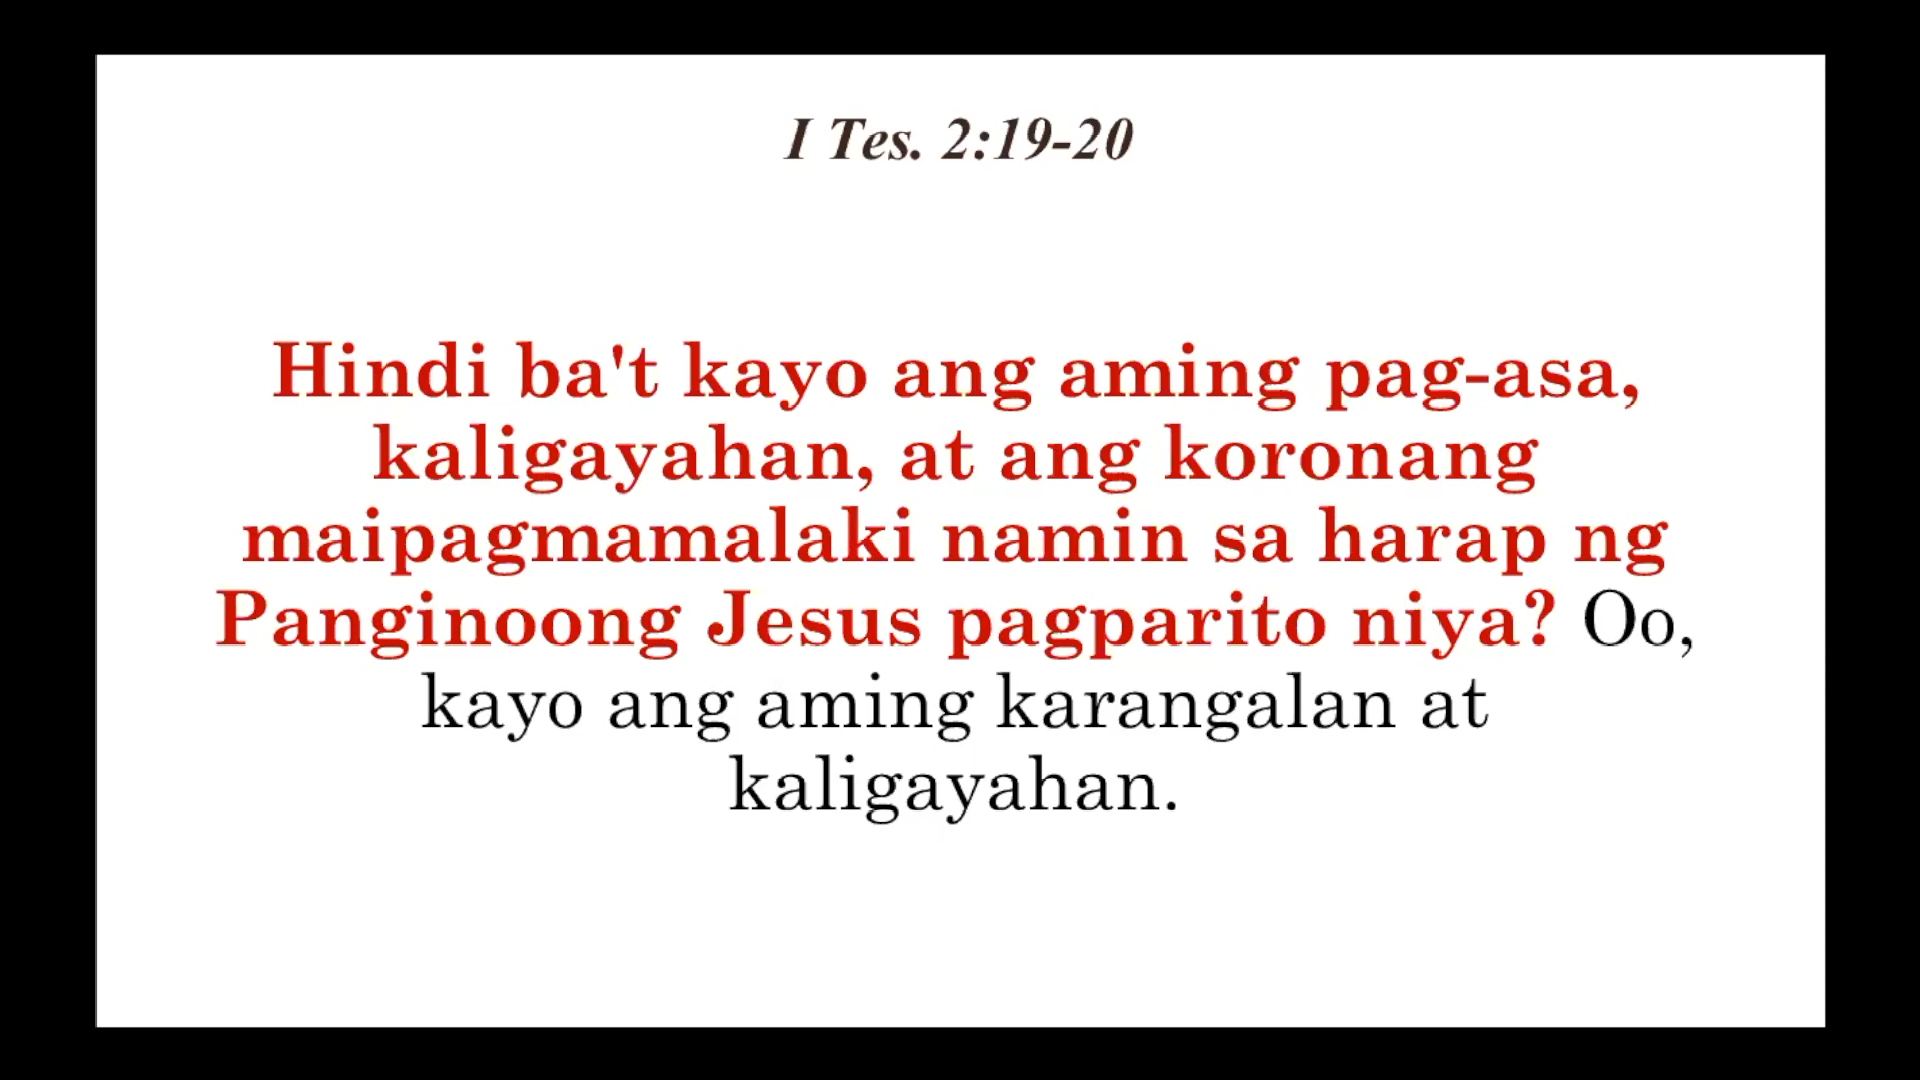 I Tes. 2:19-20
Hindi ba't kayo ang aming pag-asa,
kaligayahan, at ang koronang
maipagmamalaki namin sa harap ng
Panginoong Jesus pagparito niya? Oo,
kayo ang aming karangalan at
kaligayahan.